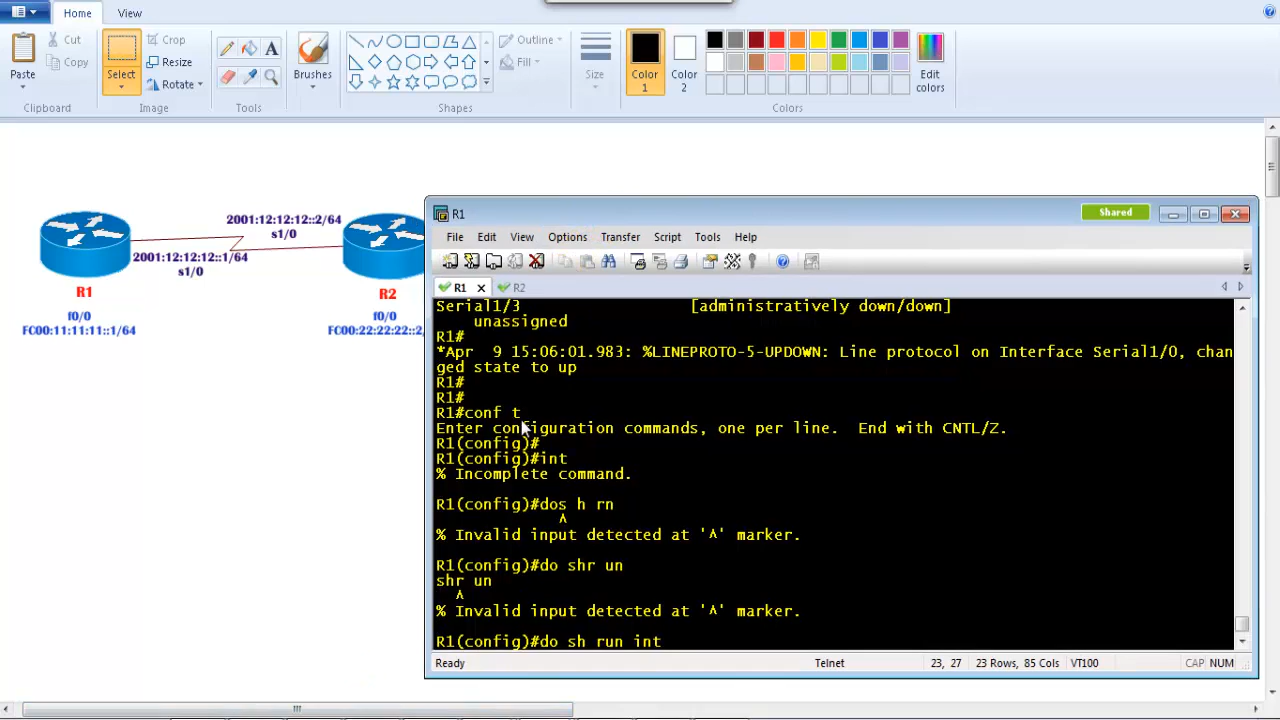 Home
View
Paste
Cut
Copy
Clipboard
Select
Crop
Resize
Rotate
Image
A
Tools
Brushes
Outline
Fill
Shapes
Size
Color
1
Color
2
Edit
colors
Colors
2001:12:12:12::2/64
s1/0
2001:12:12:12::1/64
s1/0
R1
R2
f0/0
FC00:11:11:11::1/64
f0/0
FC00:22:22:22::2/
R1
Shared
File Edit View Options Transfer Script Tools Help
R1
R2
Serial1/3 [administratively down/down]
unassigned
R1#
*Apr 9 15:06:01.983: %LINEPROTO-5-UPDOWN: Line protocol on Interface Serial1/0, chan
ged state to up
R1#
R1#
R1#conf t
Enter configuration commands, one per line. End with CNTL/Z.
R1(config)#
R1(config)#int
% Incomplete command.
R1(config)#dos h rn
^
% Invalid input detected at '^' marker.
R1(config)#do shr un
shr un
^
% Invalid input detected at '^' marker.
R1(config)#do sh run int
Ready
Telnet
23, 27
23 Rows, 85 Cols
VT100
CAP NUM